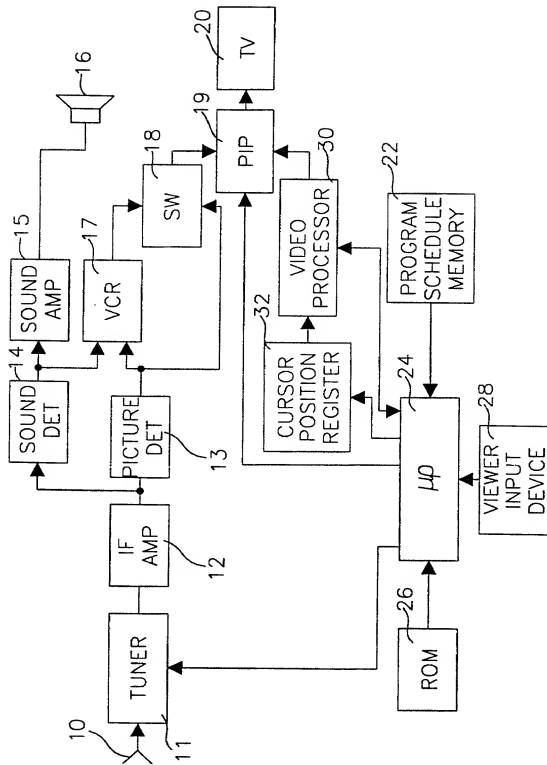 10
TUNER
11
IF
AMP
12
SOUND
DET
14
PICTURE
DET
13
SOUND
AMP
15
16
VCR
17
SW
18
PIP
19
TV
20
CURSOR
POSITION
REGISTER
32
VIDEO
PROCESSOR
30
PROGRAM
SCHEDULE
MEMORY
22
µp
24
ROM
26
VIEWER
INPUT
DEVICE
28